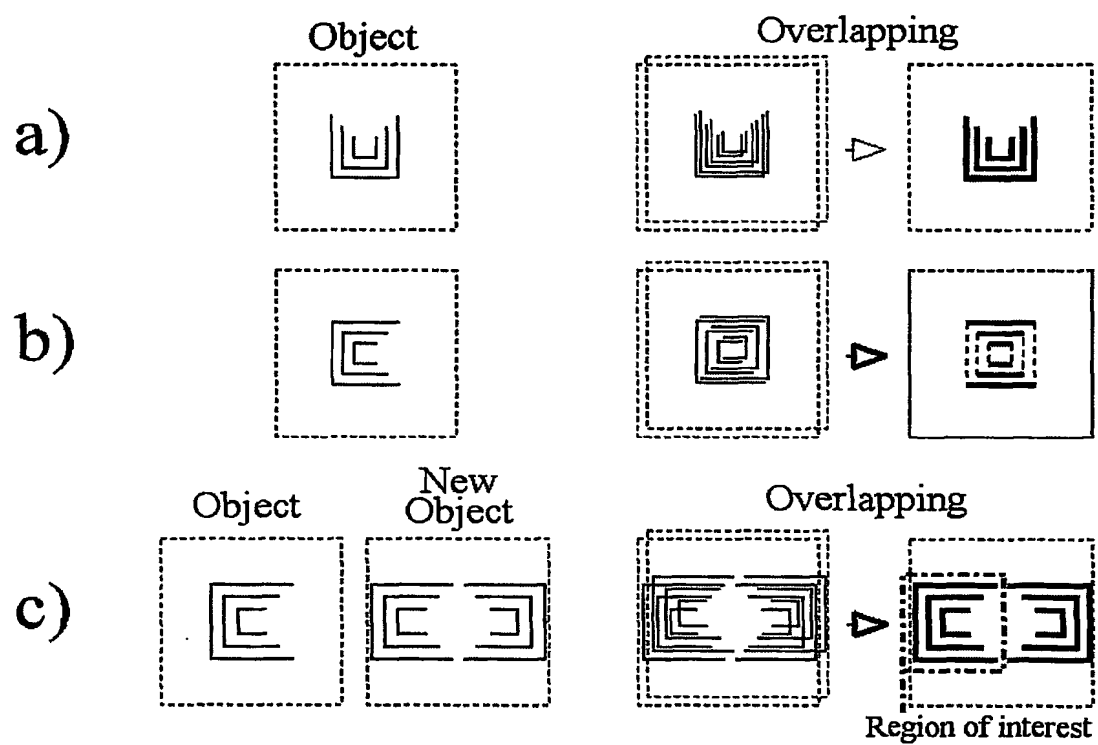 Object
Overlapping
a)
b)
Object
New
Object
Overlapping
c)
Region of interest